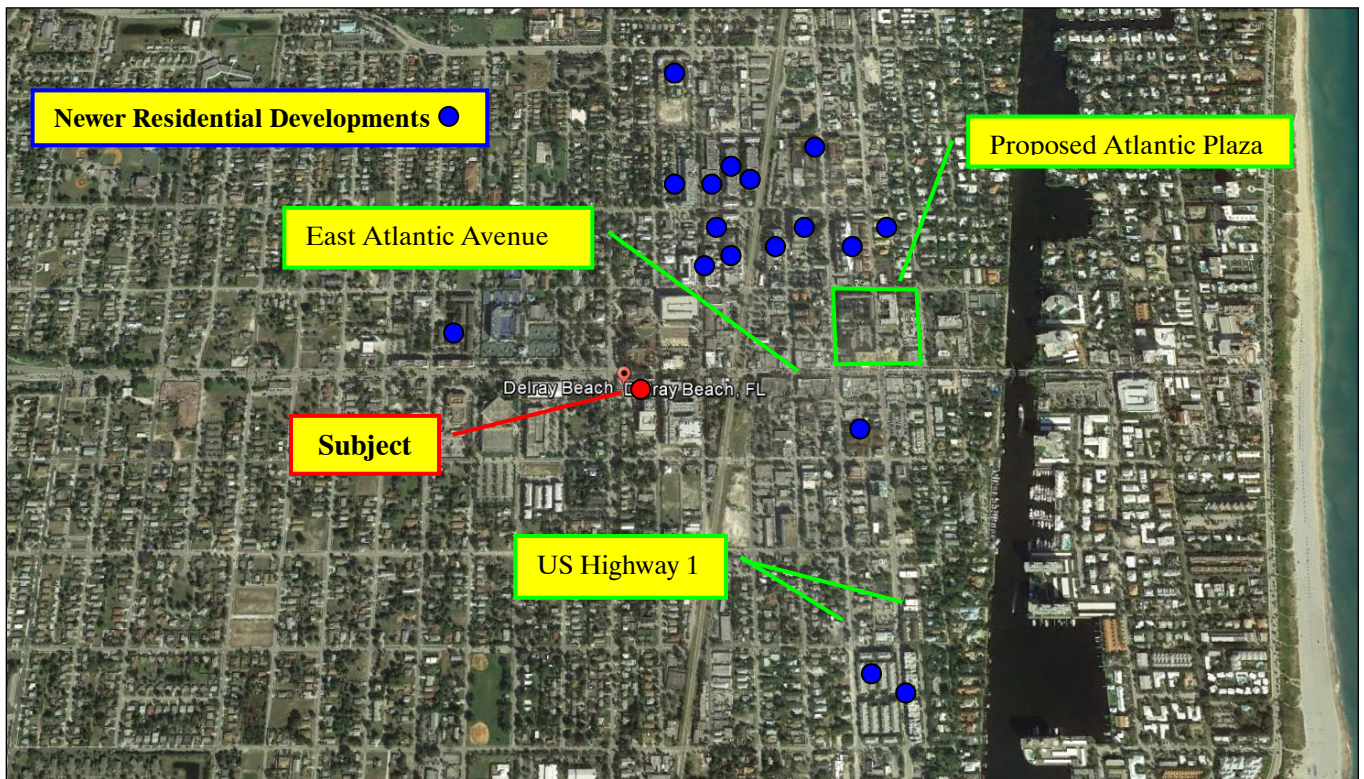 Newer Residential Developments
Proposed Atlantic Plaza
East Atlantic Avenue
Delray Beach
Delray Beach, FL
Subject
US Highway 1